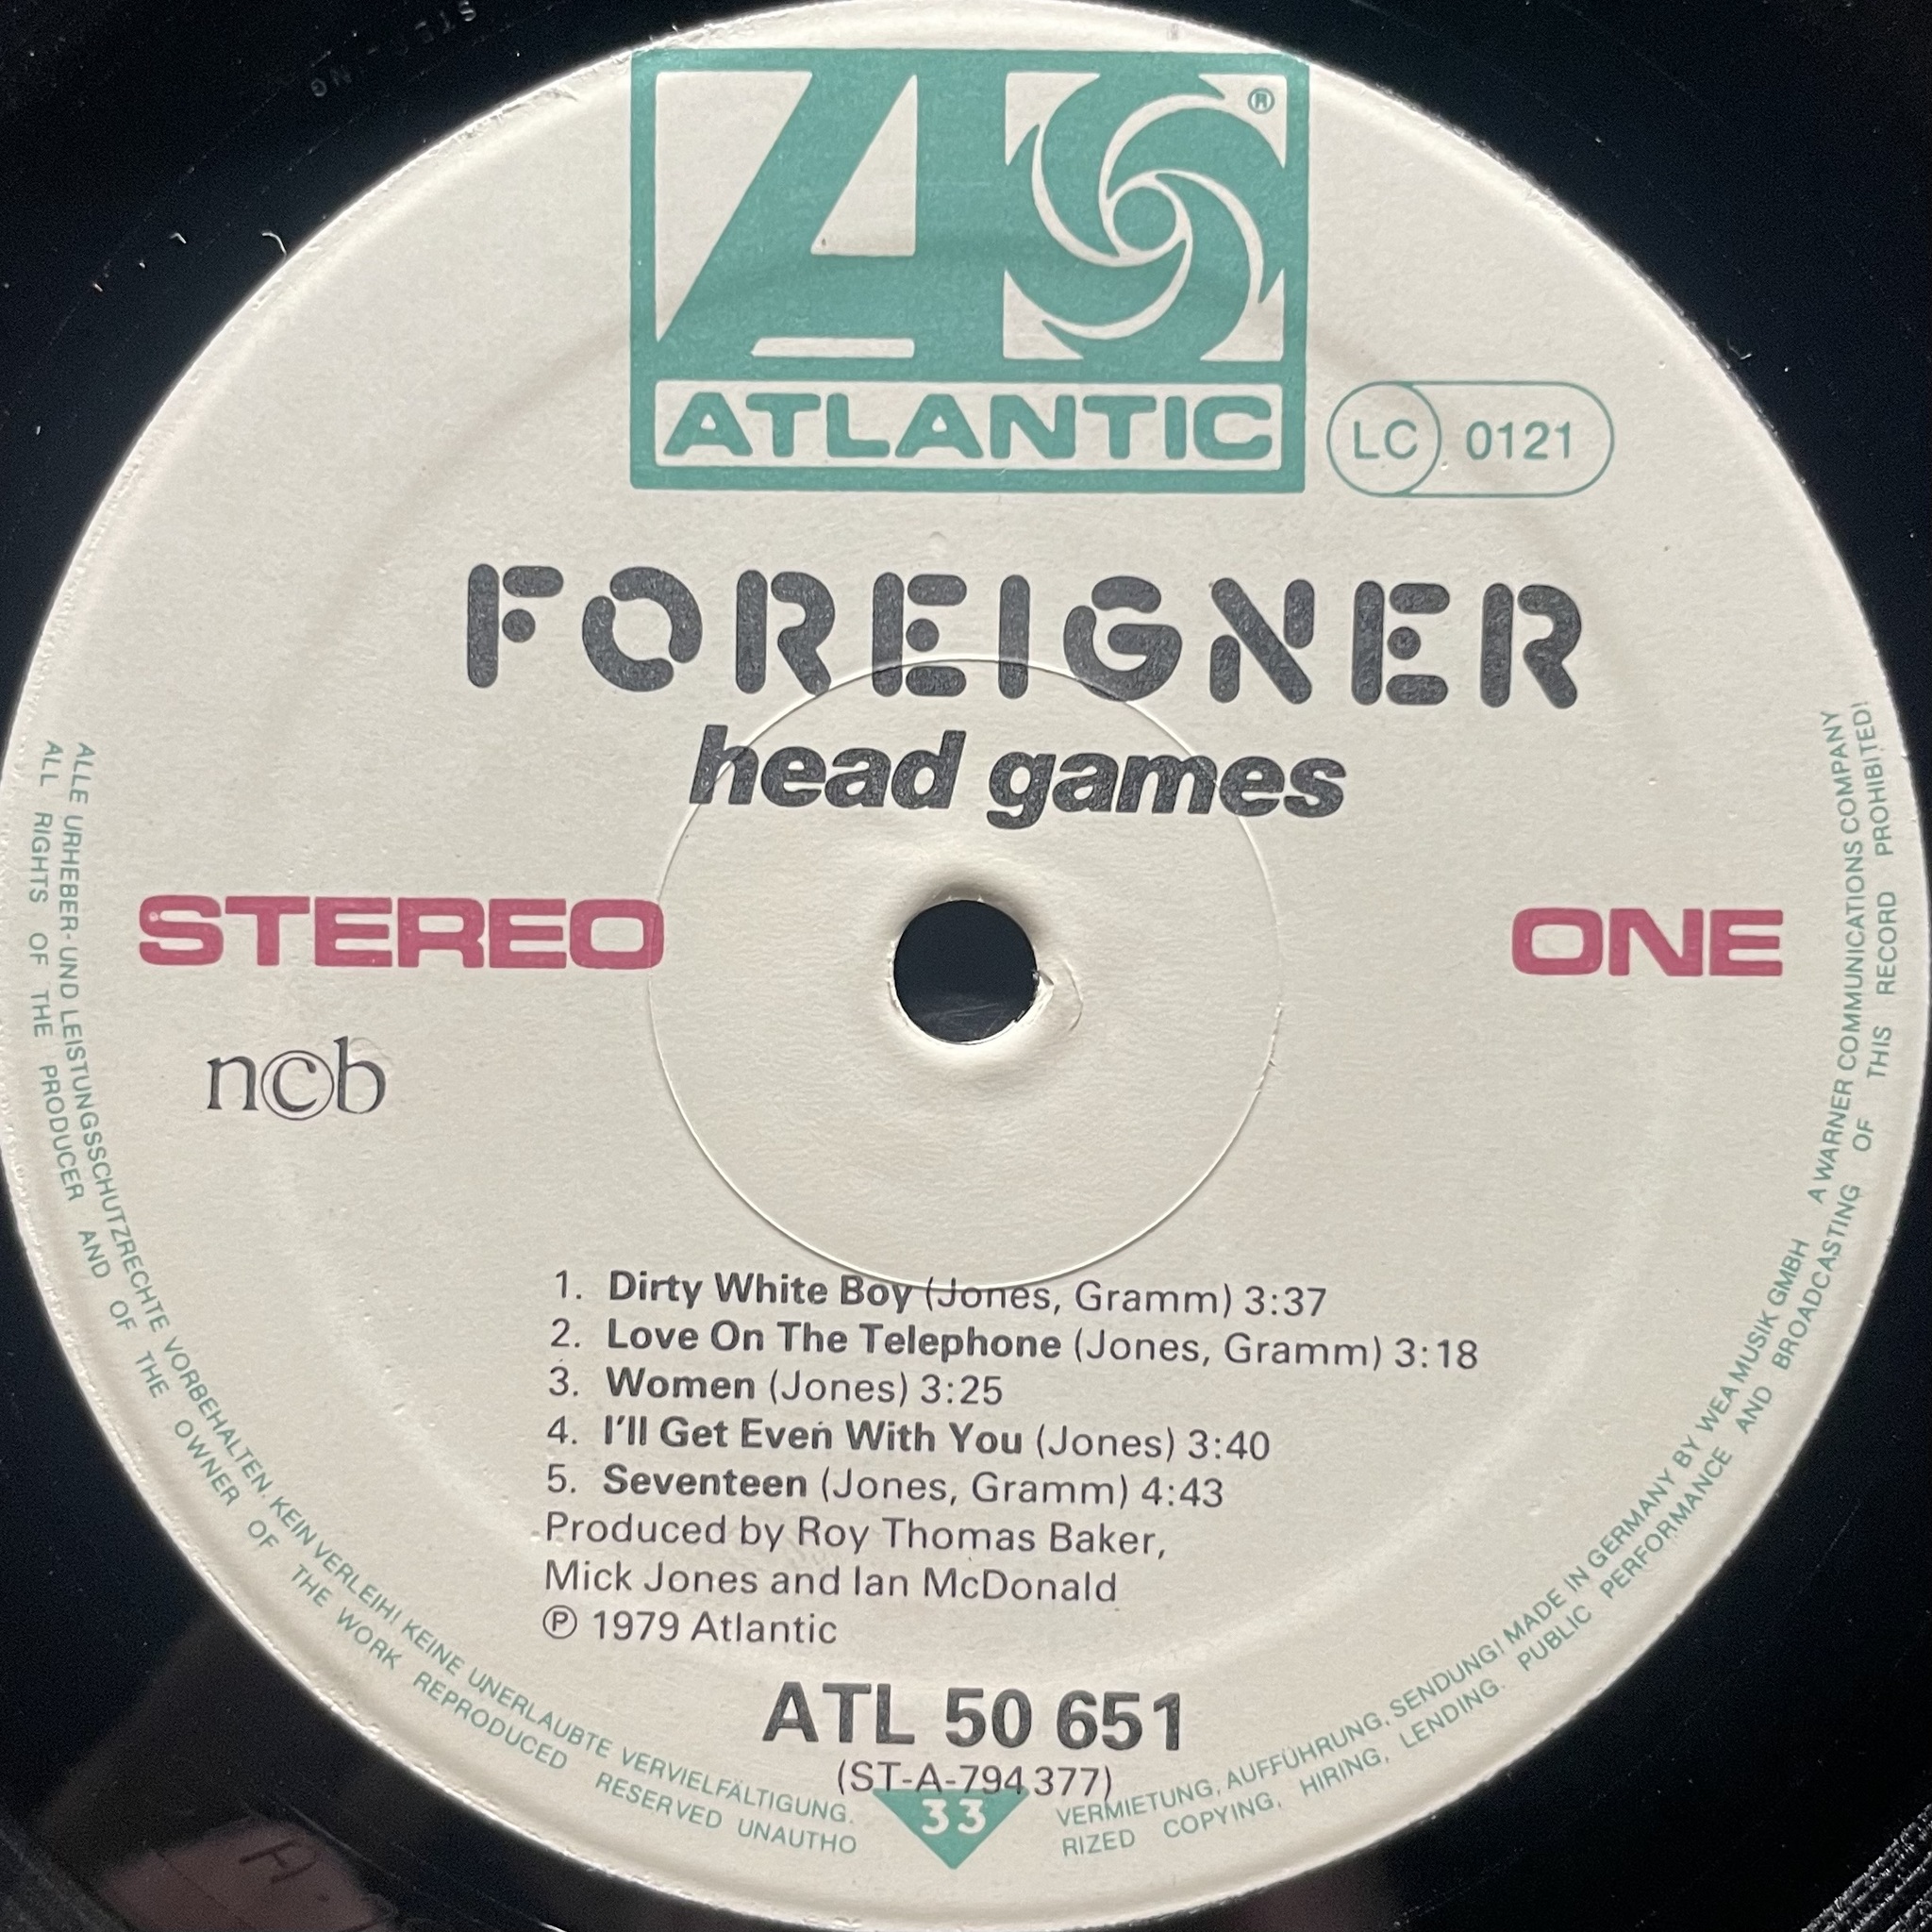 ®
ATLANTIC
LC 0121
FOREIGNER
head games
STEREO
ONE
n©b
1. Dirty White Boy (Jones, Gramm) 3:37
2. Love On The Telephone (Jones, Gramm) 3:18
3. Women (Jones) 3:25
4. I'll Get Even With You (Jones) 3:40
5. Seventeen (Jones, Gramm) 4:43
Produced by Roy Thomas Baker,
Mick Jones and Ian McDonald
℗ 1979 Atlantic
ATL 50 651
(ST-A-794 377)
33
ALLE URHEBER- UND LEISTUNGSSCHUTZRECHTE VORBEHALTEN. KEIN VERLEIH! KEINE UNERLAUBTE VERVIELFÄLTIGUNG. VERMIETUNG, AUFFÜHRUNG, SENDUNG! MADE IN GERMANY BY WEA MUSIK GMBH A WARNER COMMUNICATIONS COMPANY
ALL RIGHTS OF THE PRODUCER AND OF THE OWNER OF THE WORK REPRODUCED RESERVED UNAUTHORIZED COPYING, HIRING, LENDING. PUBLIC PERFORMANCE AND BROADCASTING OF THIS RECORD PROHIBITED!